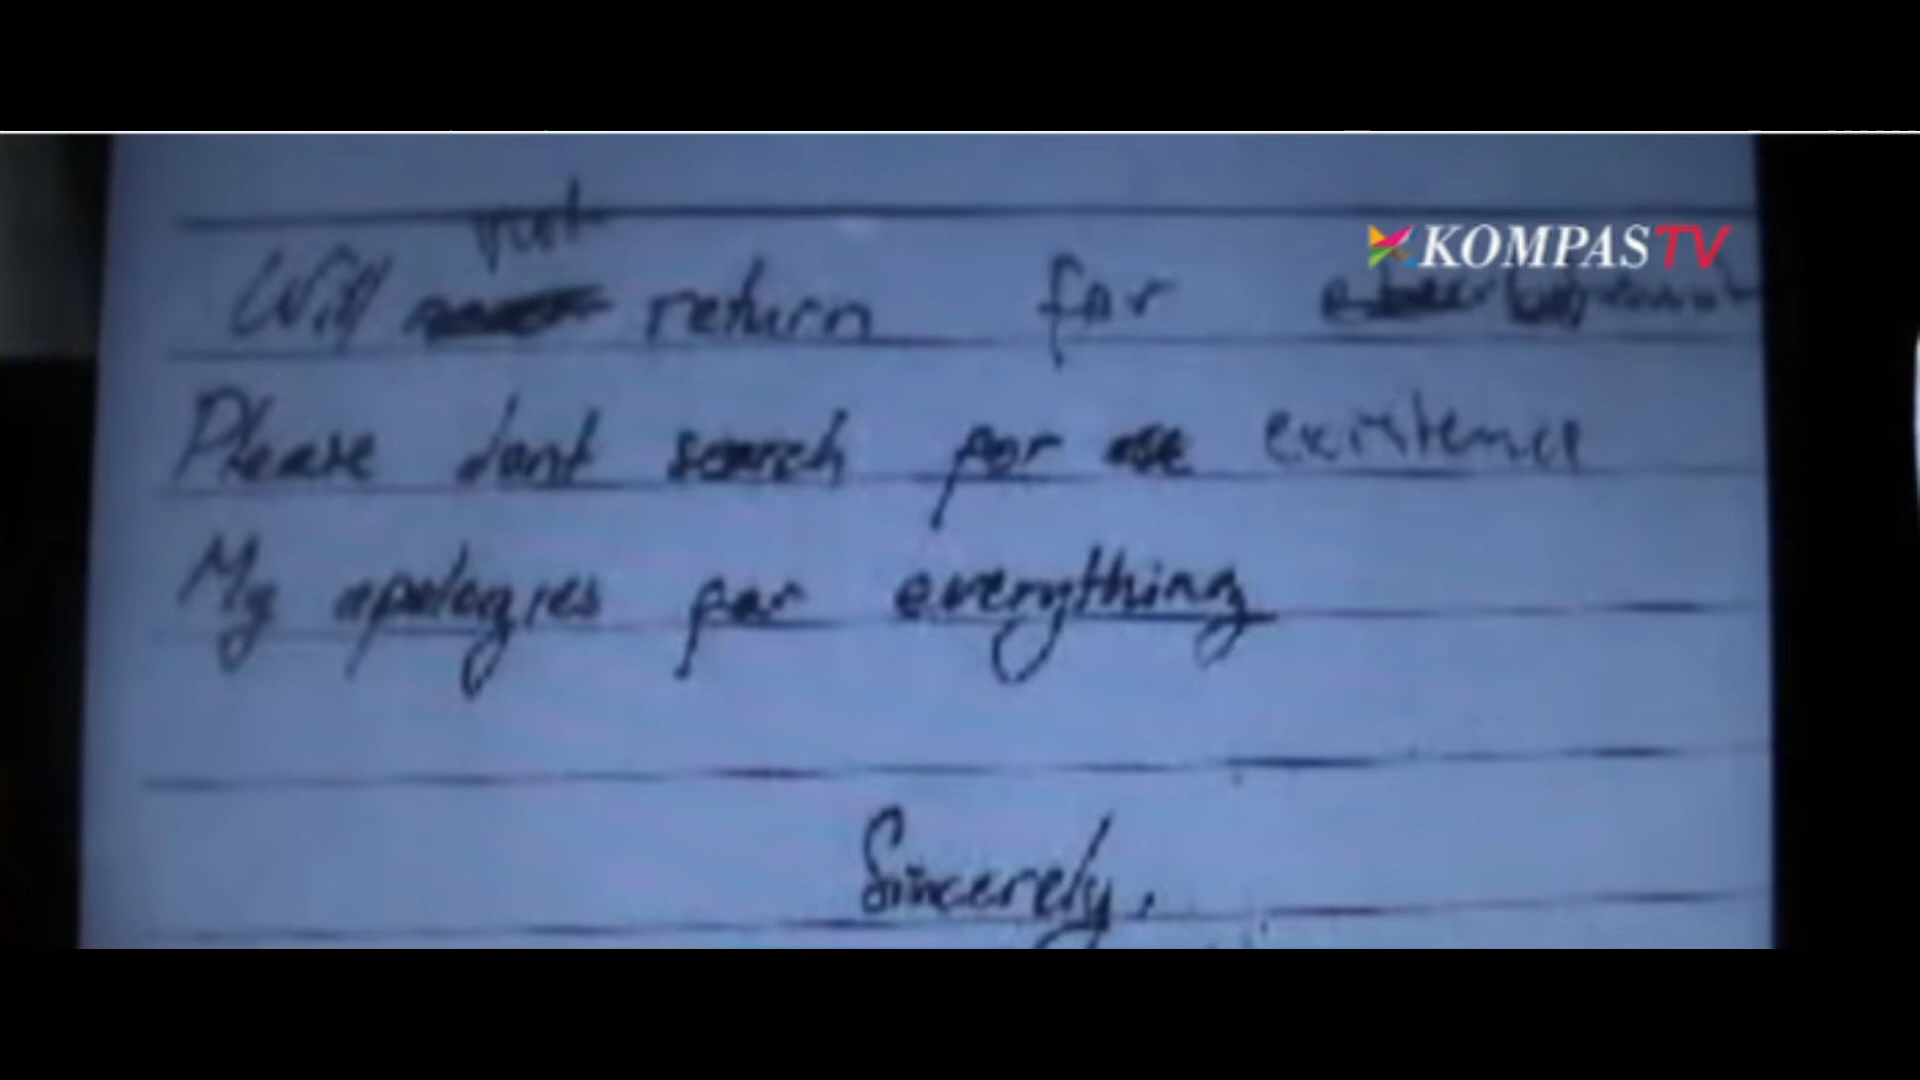 KOMPASTV
Will return for
Please dont search for existence
My apologies for everything
Sincerely,